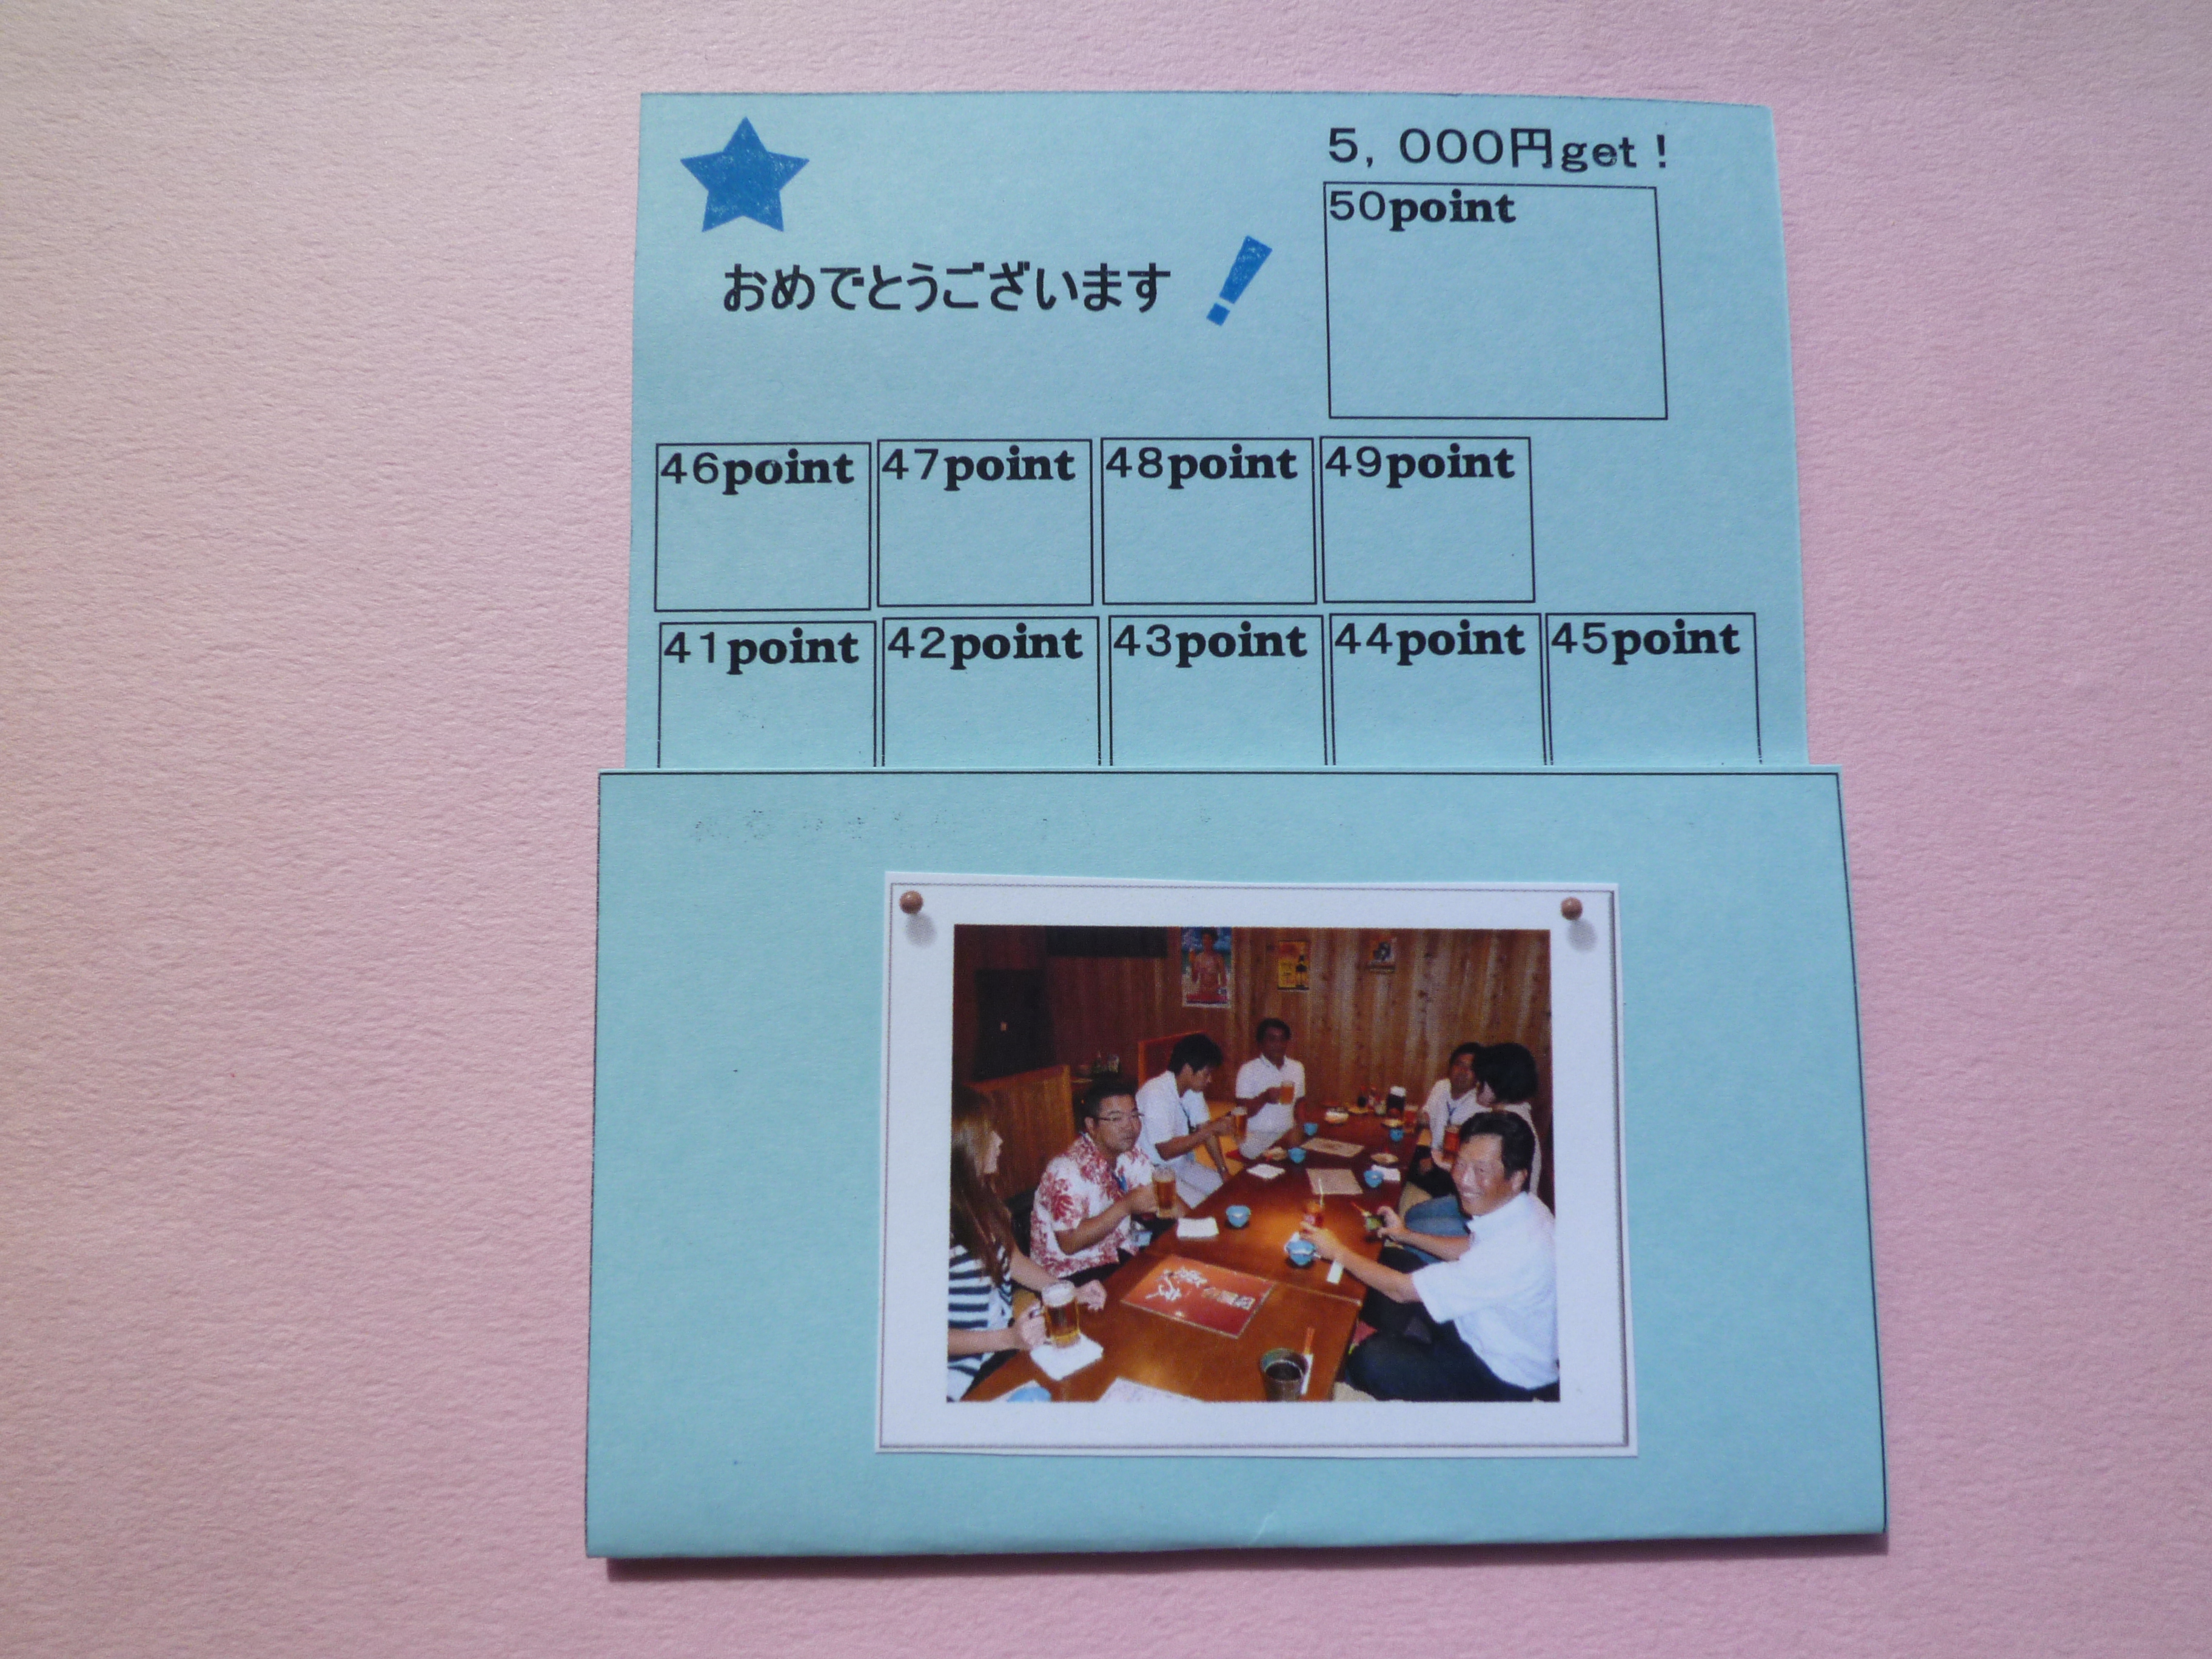 5，000円get！
50point
おめでとうございます！
46point 47point 48point 49point
41point 42point 43point 44point 45point